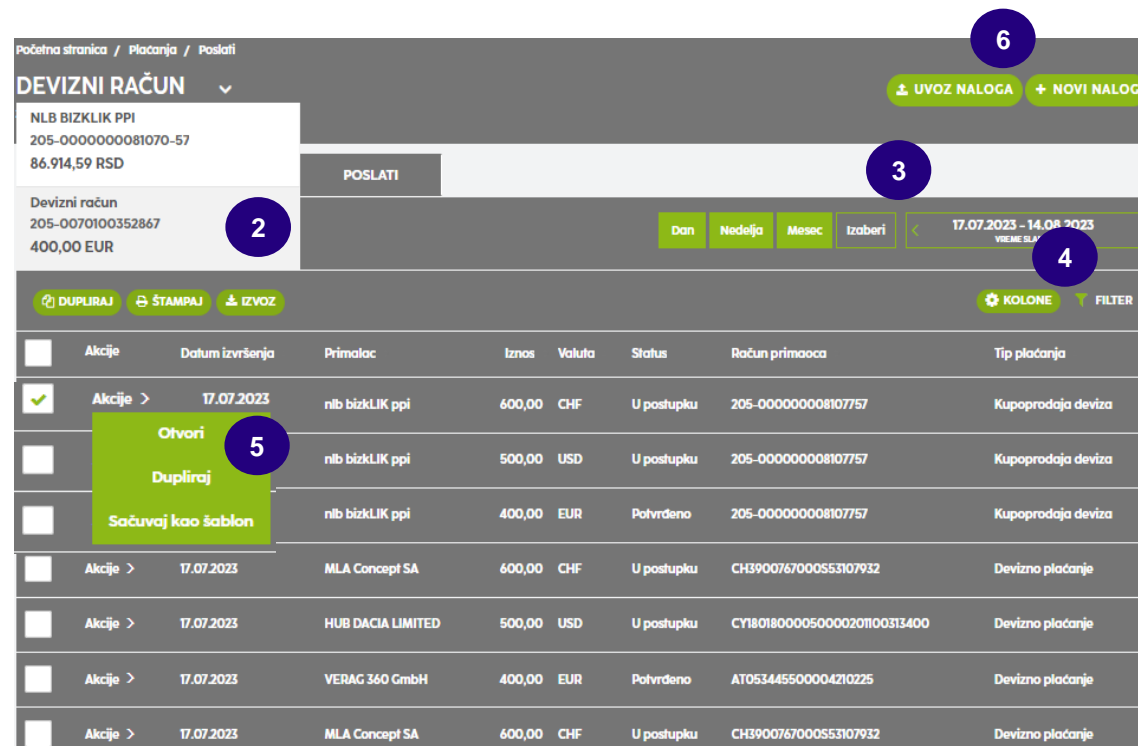 6
Početna stranica / Plaćanja / Poslati
DEVIZNI RAČUN
UVOZ NALOGA + NOVI NALOG
NLB BIZKLIK PPI
205-0000000081070-57
86.914,59 RSD
POSLATI
3
Devizni račun
205-0070100352867
400,00 EUR
2
Dan Nedelja Mesec Izaberi < 17.07.2023 - 14.08.2023
VREME
4
DUPLIRAJ ŠTAMPAJ IZVOZ KOLONE FILTER
Akcije Datum izvršenja Primalac Iznos Valuta Status Račun primaoca Tip plaćanja
Akcije > 17.07.2023 nlb bizkLIK ppi 600,00 CHF U postupku 205-000000008107757 Kupoprodaja deviza
Otvori
5
nlb bizkLIK ppi 500,00 USD U postupku 205-000000008107757 Kupoprodaja deviza
Dupliraj
nlb bizkLIK ppi 400,00 EUR Potvrđeno 205-000000008107757 Kupoprodaja deviza
Sačuvaj kao šablon
Akcije > 17.07.2023 MLA Concept SA 600,00 CHF U postupku CH3900767000S53107932 Devizno plaćanje
Akcije > 17.07.2023 HUB DACIA LIMITED 500,00 USD U postupku CY18018000050000201100313400 Devizno plaćanje
Akcije > 17.07.2023 VERAG 360 GmbH 400,00 EUR Potvrđeno AT053445500004210225 Devizno plaćanje
Akcije > 17.07.2023 MLA Concept SA 600,00 CHF U postupku CH3900767000S53107932 Devizno plaćanje